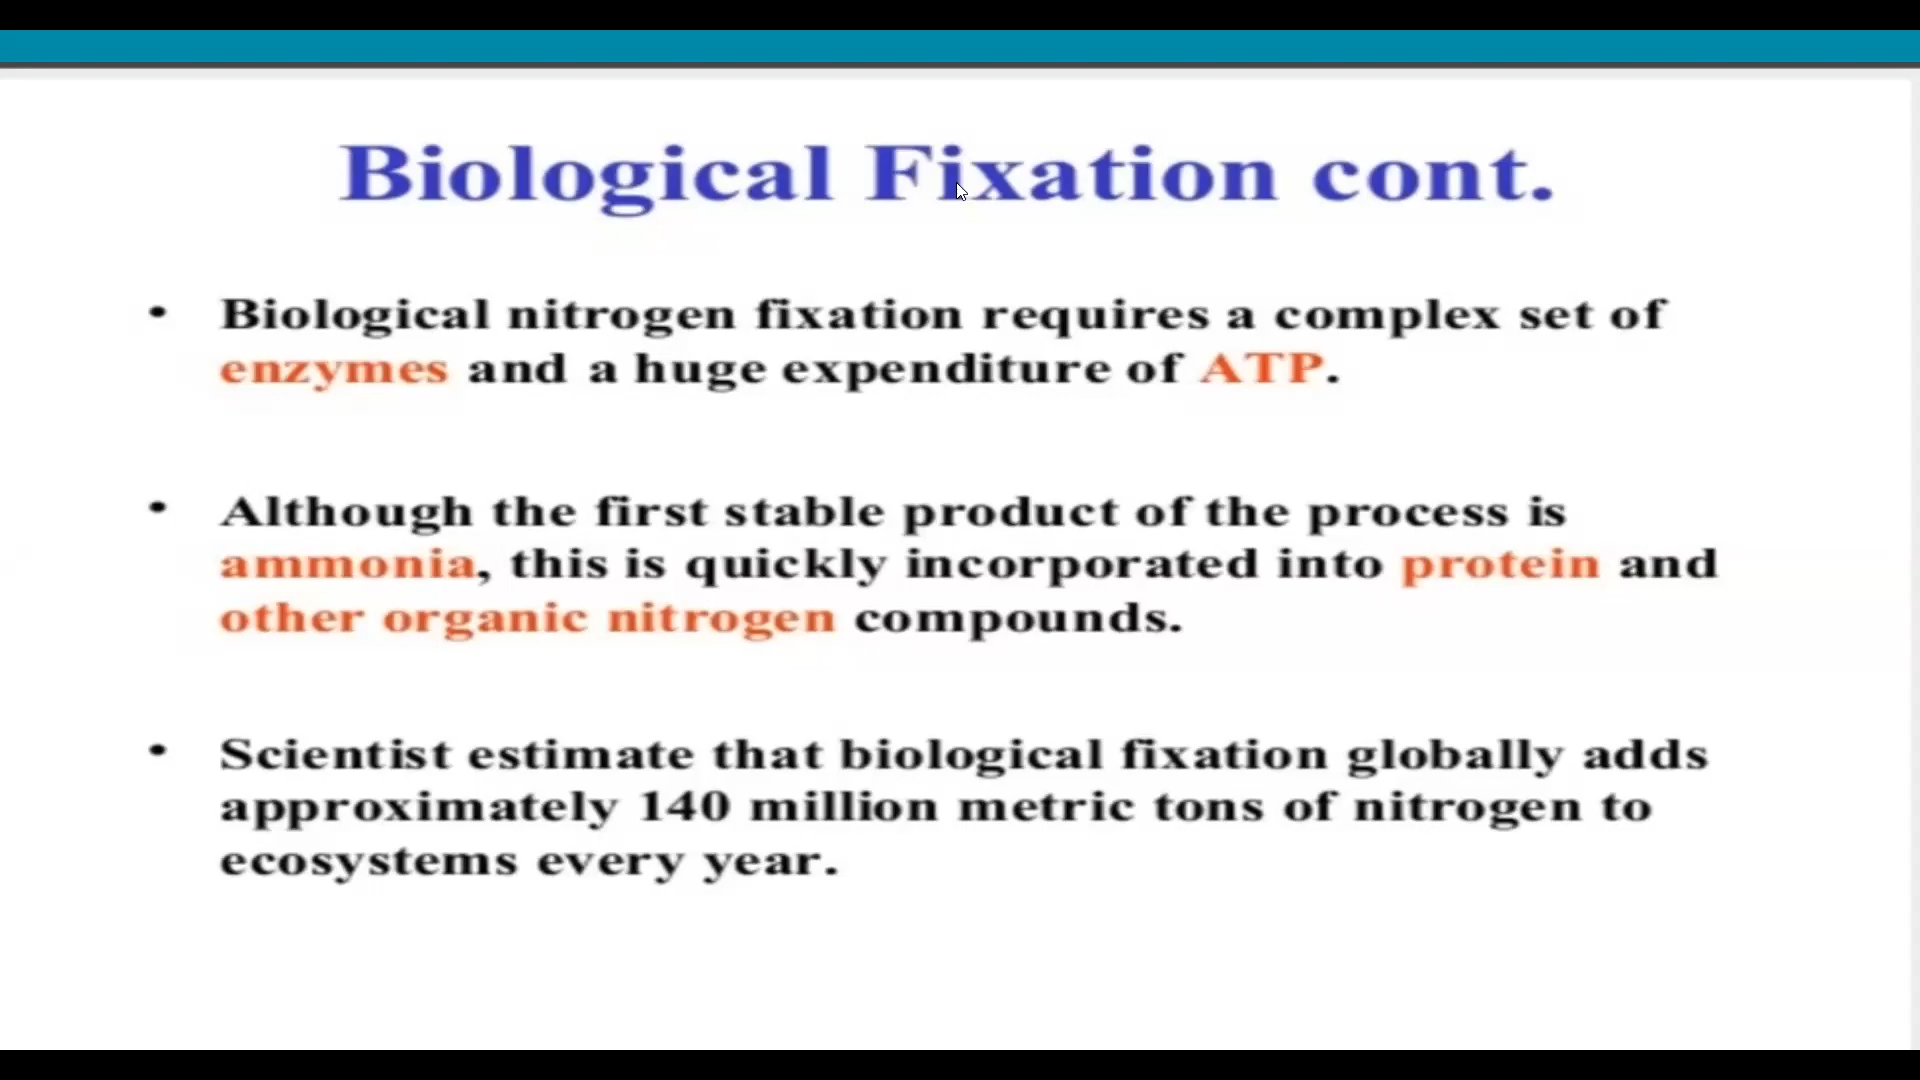 Biological Fixation cont.
• Biological nitrogen fixation requires a complex set of
enzymes and a huge expenditure of ATP.
• Although the first stable product of the process is
ammonia, this is quickly incorporated into protein and
other organic nitrogen compounds.
• Scientist estimate that biological fixation globally adds
approximately 140 million metric tons of nitrogen to
ecosystems every year.